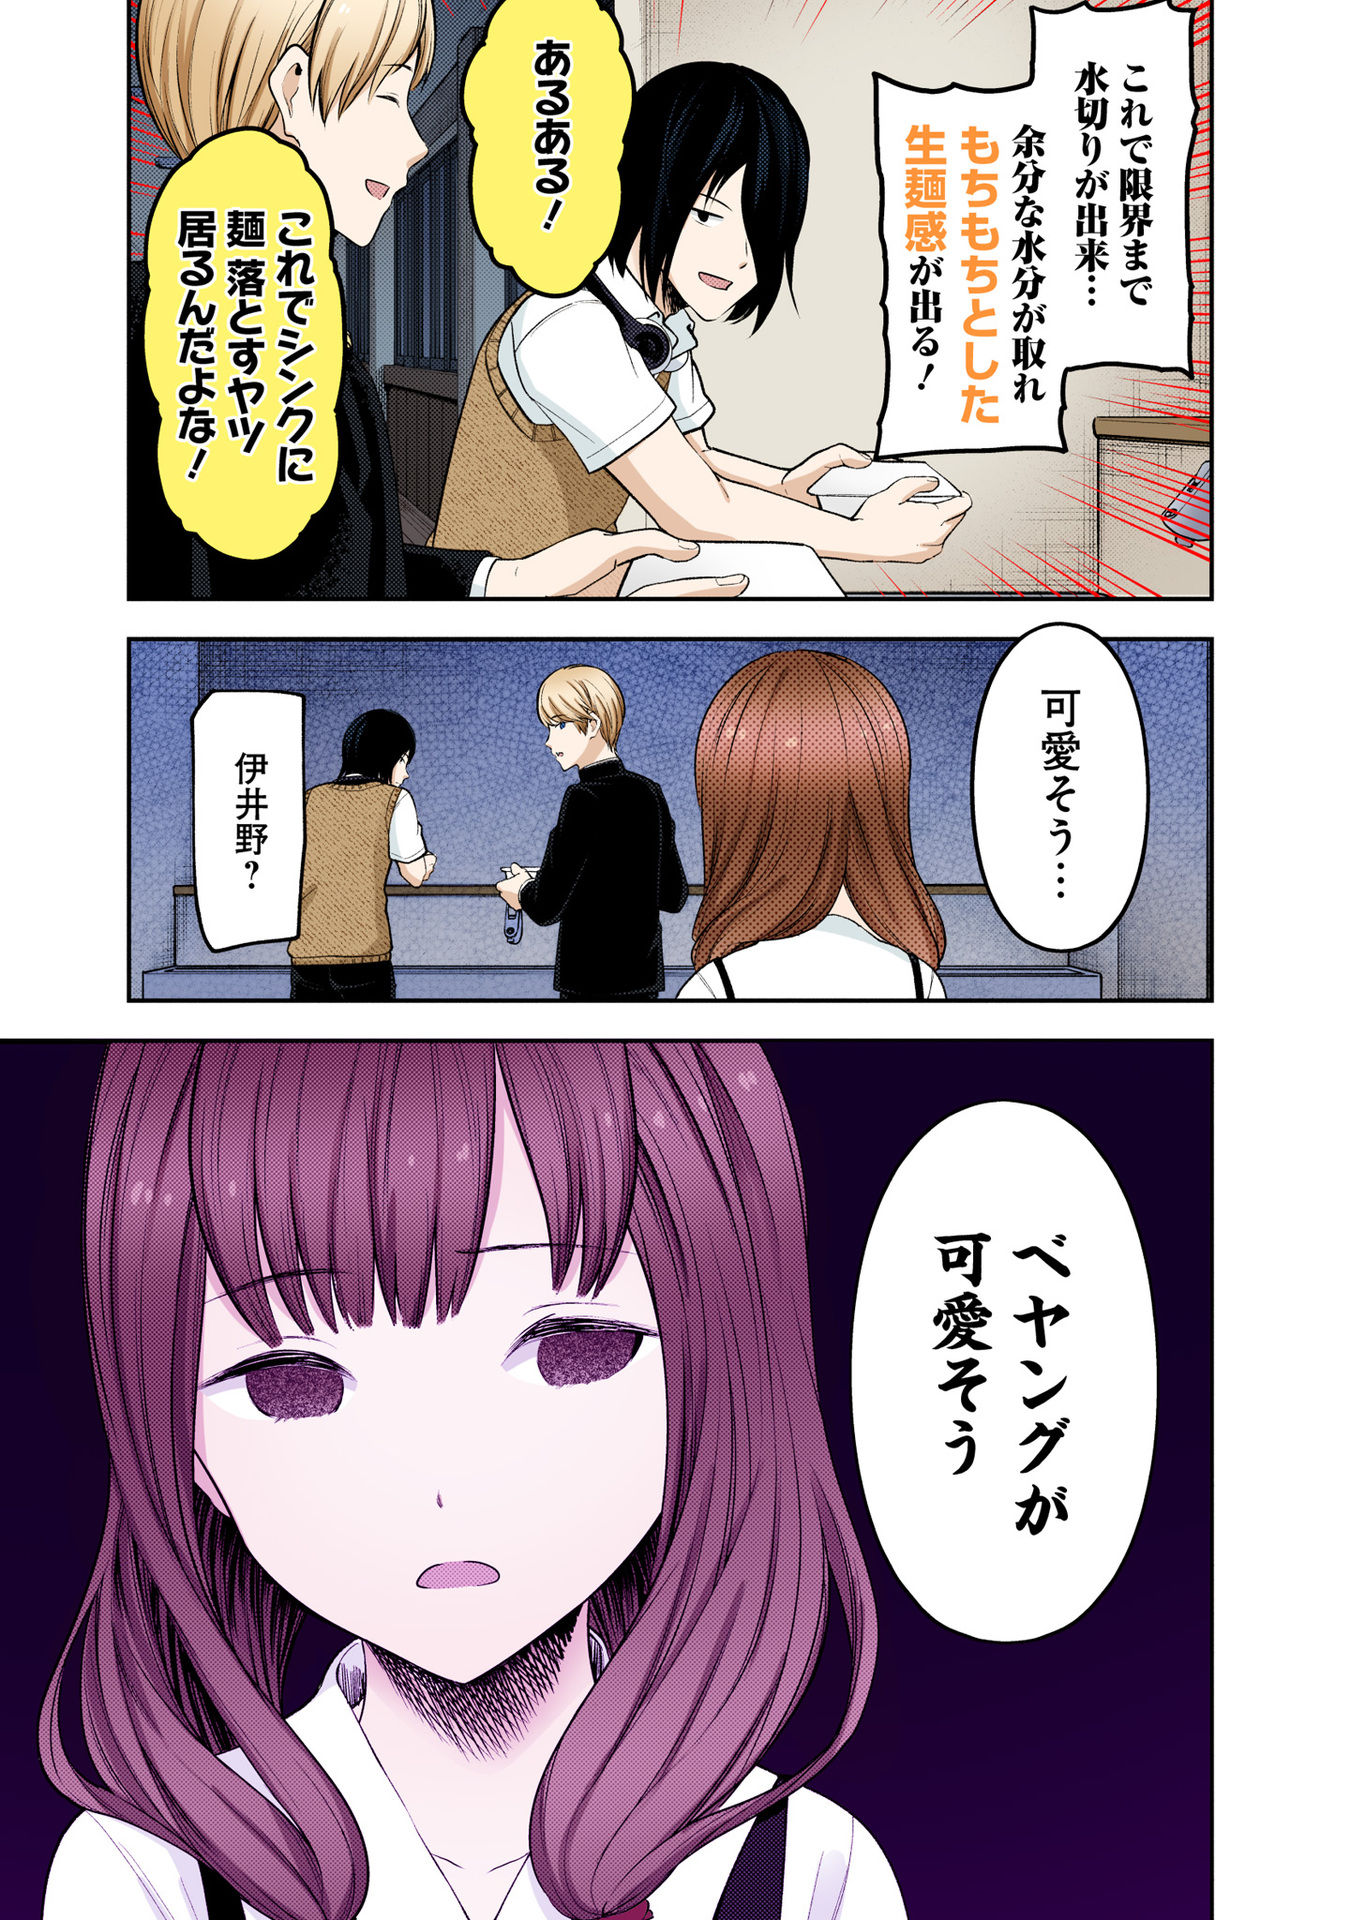 これで限界まで
水切りが出来…
余分な水分が取れ
もちもちとした
生麺感が出る！
あるある！
これでシンクに
麺落とすヤツ
居るんだよな！
可愛そう…
伊井野？
ペヤングが
可愛そう